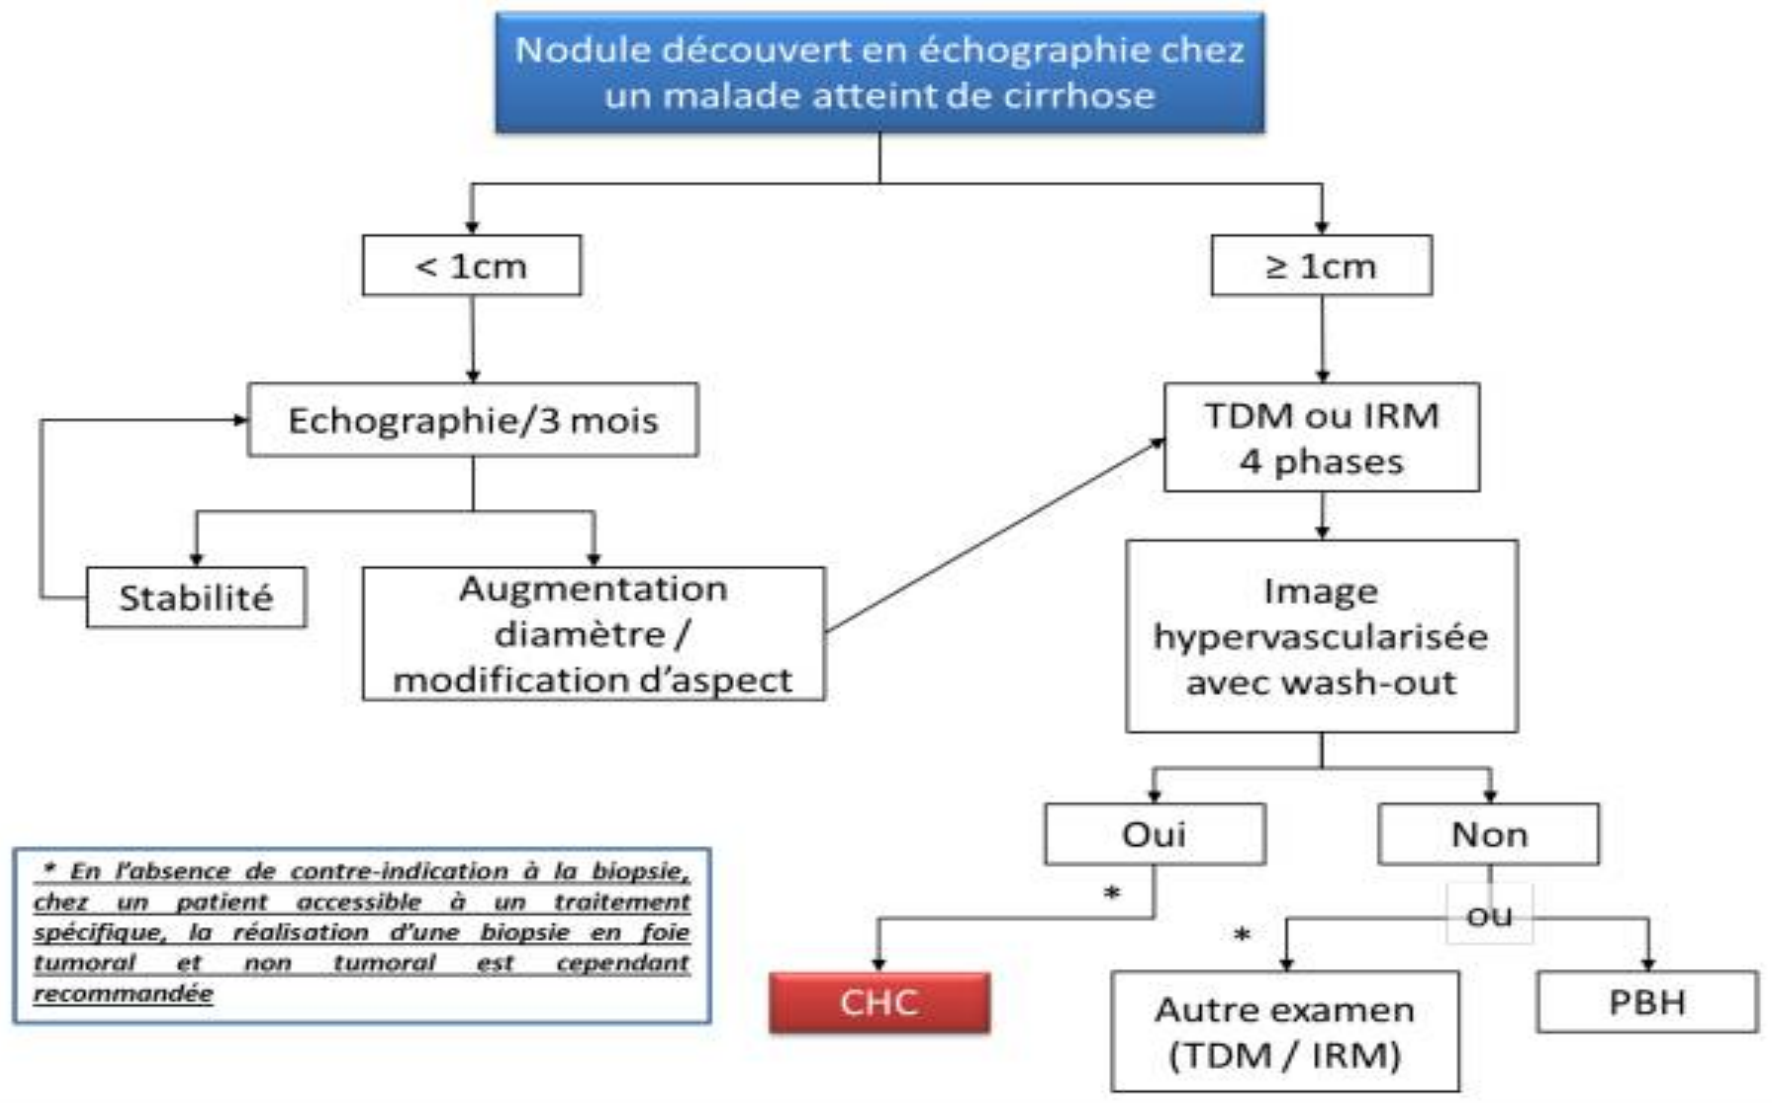 Nodule découvert en échographie chez
un malade atteint de cirrhose
< 1cm
≥ 1cm
Echographie/3 mois
TDM ou IRM
4 phases
Stabilité
Augmentation
diamètre /
modification d'aspect
Image
hypervascularisée
avec wash-out
Oui
Non
*
ou
*
CHC
Autre examen
(TDM / IRM)
PBH
* En l'absence de contre-indication à la biopsie,
chez un patient accessible à un traitement
spécifique, la réalisation d'une biopsie en foie
tumoral et non tumoral est cependant
recommandée